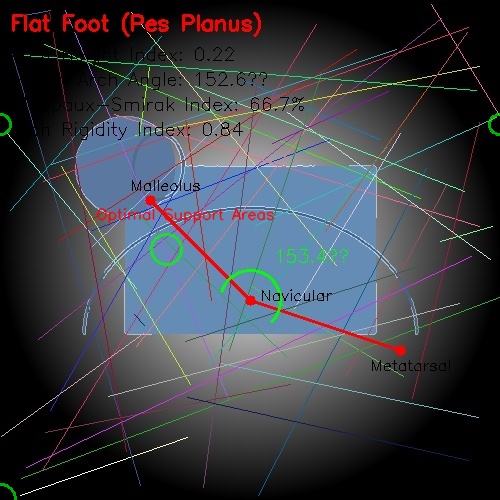 Flat Foot (Pes Planus)
Index: 0.22
Arch Angle: 152.6??
Smirak Index: 66.7%
Rigidity Index: 0.84
Malleolus
Optimal Support Areas
153.4??
Navicular
Metatarsal